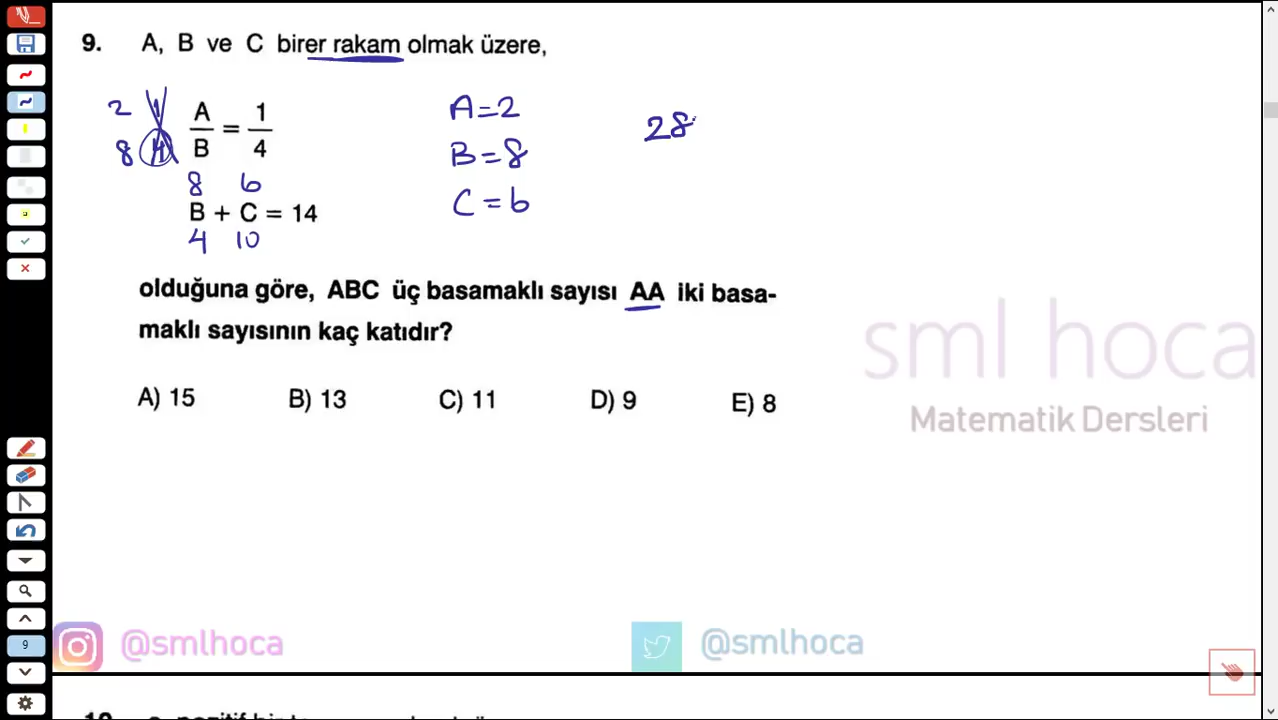 9. A, B ve C birer rakam olmak üzere,
2 1 A/B = 1/4
8 4
A=2
B=8
C=6
28
8 6
B + C = 14
4 10
olduğuna göre, ABC üç basamaklı sayısı AA iki basa-
maklı sayısının kaç katıdır?
A) 15 B) 13 C) 11 D) 9 E) 8
sml hoca
Matematik Dersleri
@smlhoca @smlhoca
9